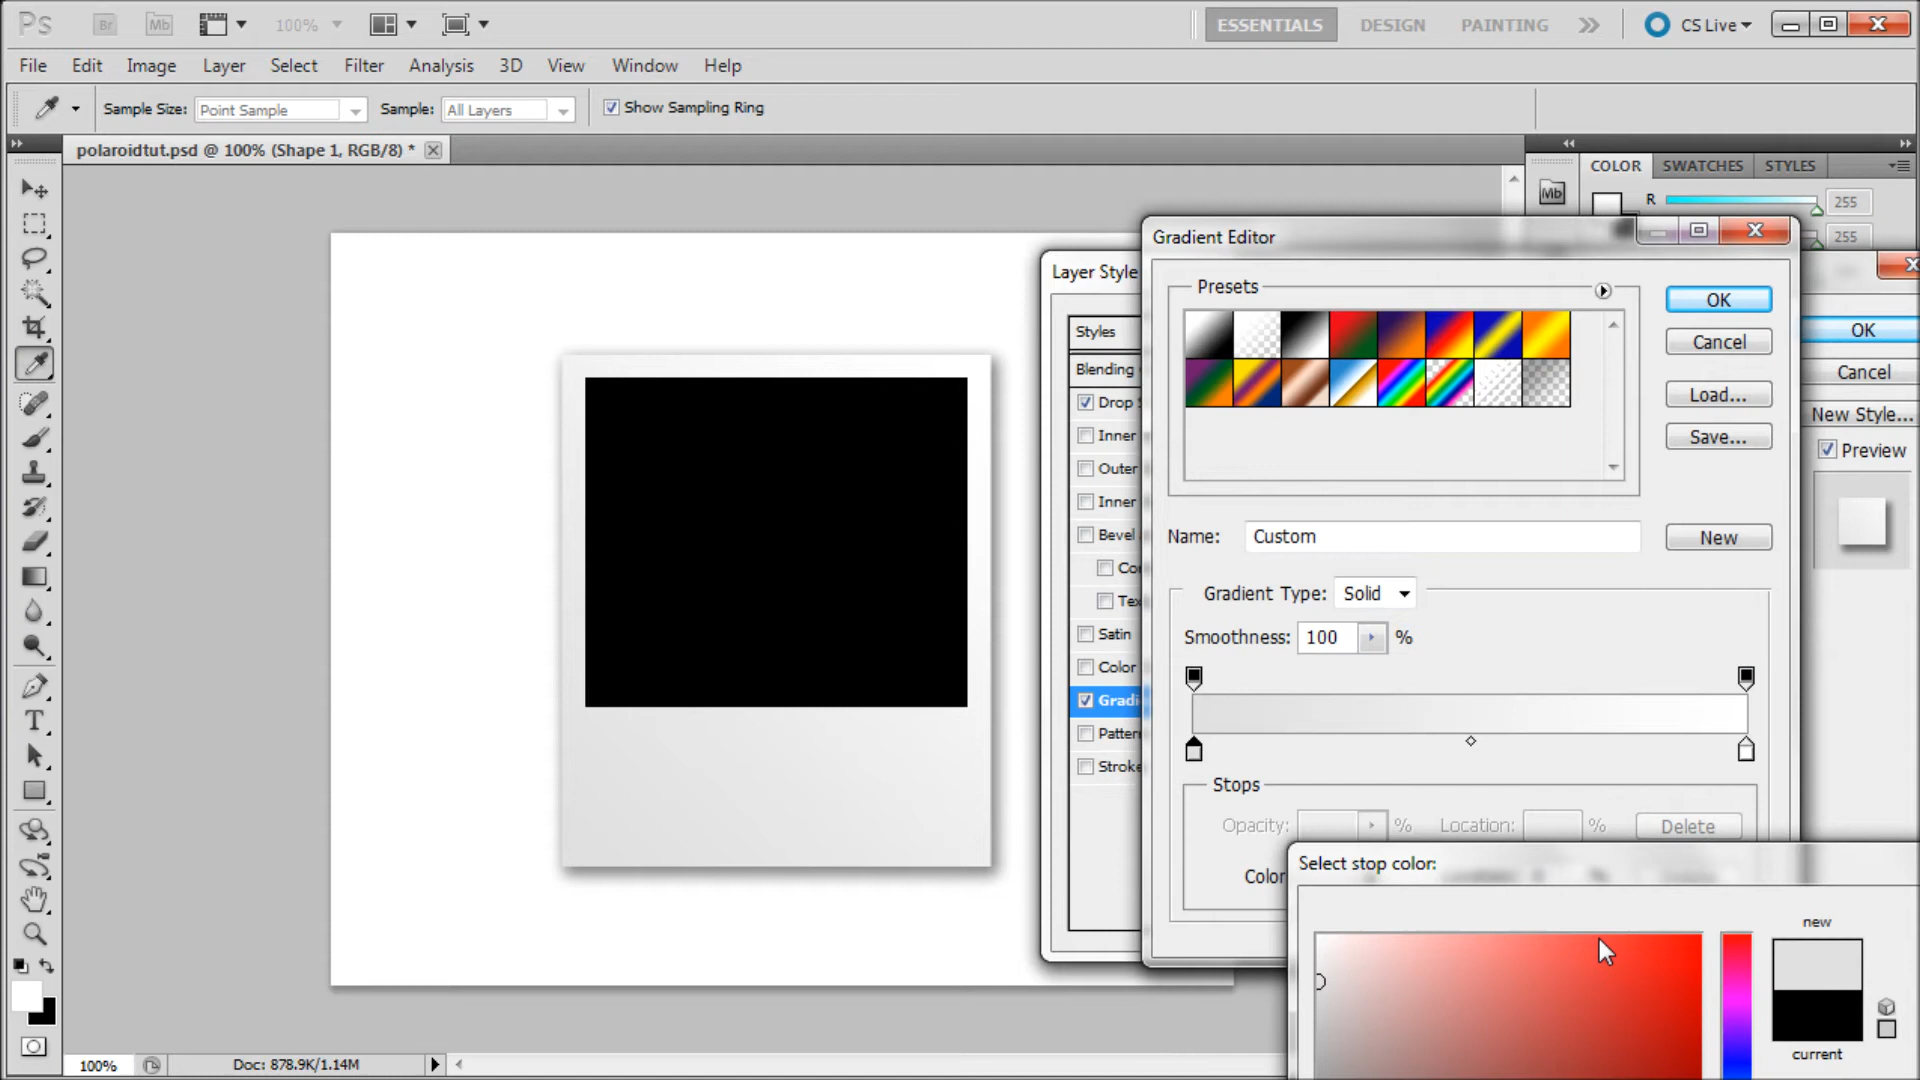 Ps Br Mb 100% ESSENTIALS DESIGN PAINTING CS Live
File Edit Image Layer Select Filter Analysis 3D View Window Help
Sample Size: Point Sample Sample: All Layers Show Sampling Ring
polaroidtut.psd @ 100% (Shape 1, RGB/8) *
COLOR SWATCHES STYLES
Mb
R 255
255
Gradient Editor
Layer Style
Presets
OK
Cancel
Load...
Save...
Styles
Blending
Drop S
Inner
Outer
Inner
Bevel
Co
Tex
Satin
Color
Gradi
Pattern
Stroke
OK
Cancel
New Style...
Preview
Name: Custom New
Gradient Type: Solid
Smoothness: 100 %
Stops
Opacity: % Location: % Delete
Color
Select stop color:
new
current
T
100% Doc: 878.9K/1.14M